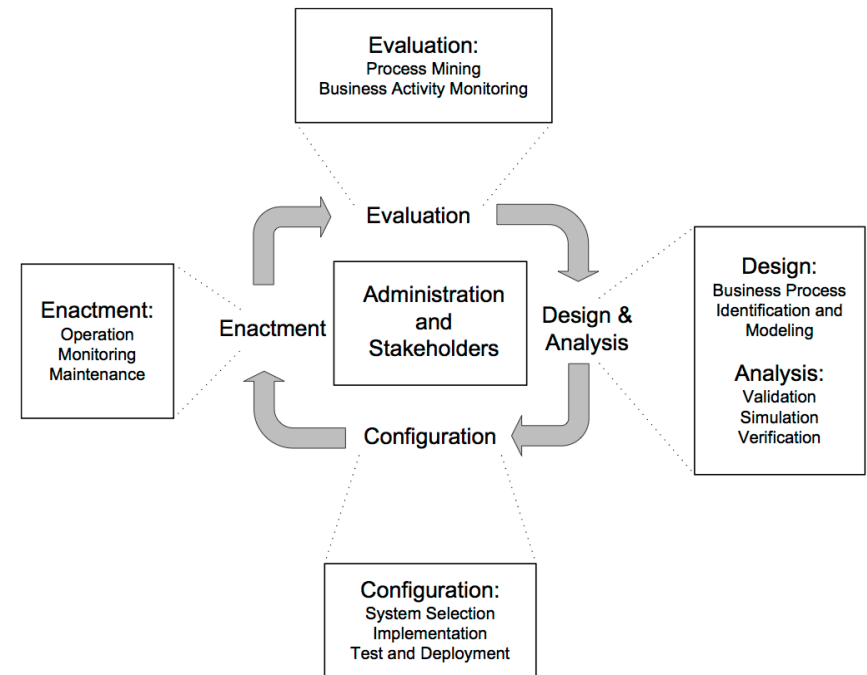 Evaluation:
Process Mining
Business Activity Monitoring
Evaluation
Enactment:
Operation
Monitoring
Maintenance
Enactment
Administration
and
Stakeholders
Design &
Analysis
Design:
Business Process
Identification and
Modeling
Analysis:
Validation
Simulation
Verification
Configuration
Configuration:
System Selection
Implementation
Test and Deployment